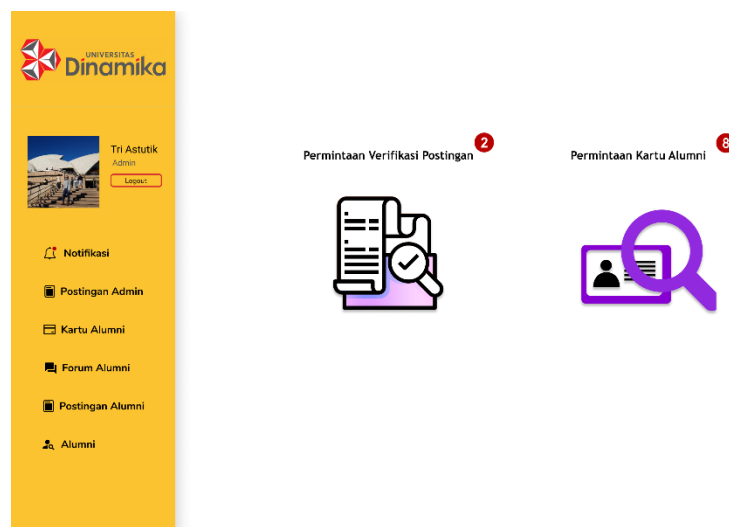 UNIVERSITAS
Dinamika
Tri Astutik
Admin
Logout
Notifikasi
Postingan Admin
Kartu Alumni
Forum Alumni
Postingan Alumni
Alumni
Permintaan Verifikasi Postingan 2
Permintaan Kartu Alumni 8